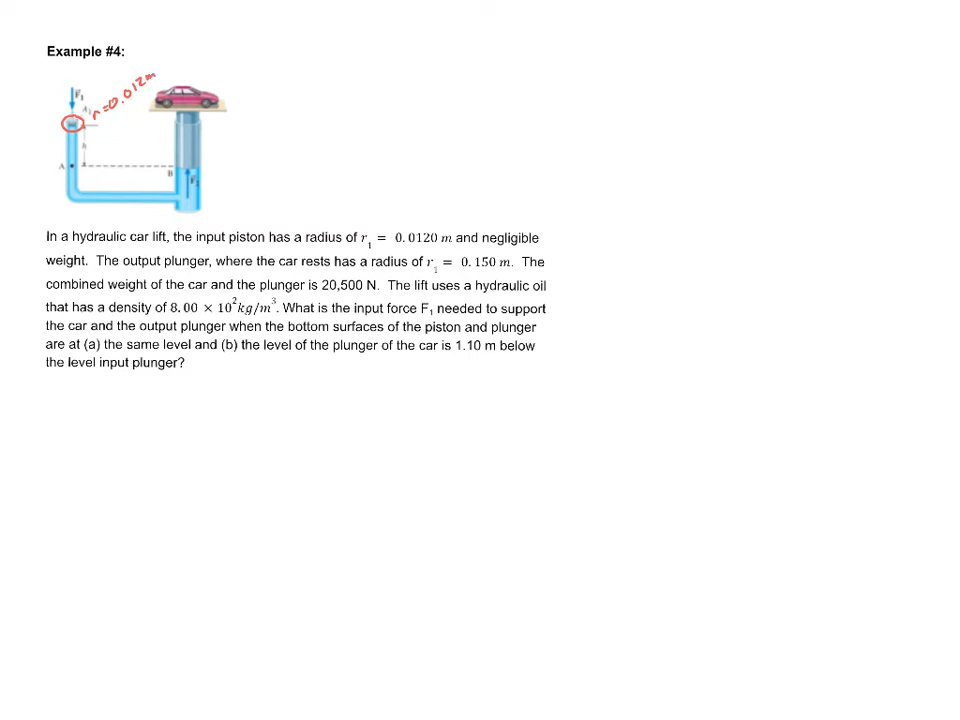 Example #4:
F₁
r=0.012m
A
B
F₂
In a hydraulic car lift, the input piston has a radius of r₁ = 0.0120 m and negligible
weight. The output plunger, where the car rests has a radius of r₁ = 0.150 m. The
combined weight of the car and the plunger is 20,500 N. The lift uses a hydraulic oil
that has a density of 8.00 × 10²kg/m³. What is the input force F₁ needed to support
the car and the output plunger when the bottom surfaces of the piston and plunger
are at (a) the same level and (b) the level of the plunger of the car is 1.10 m below
the level input plunger?